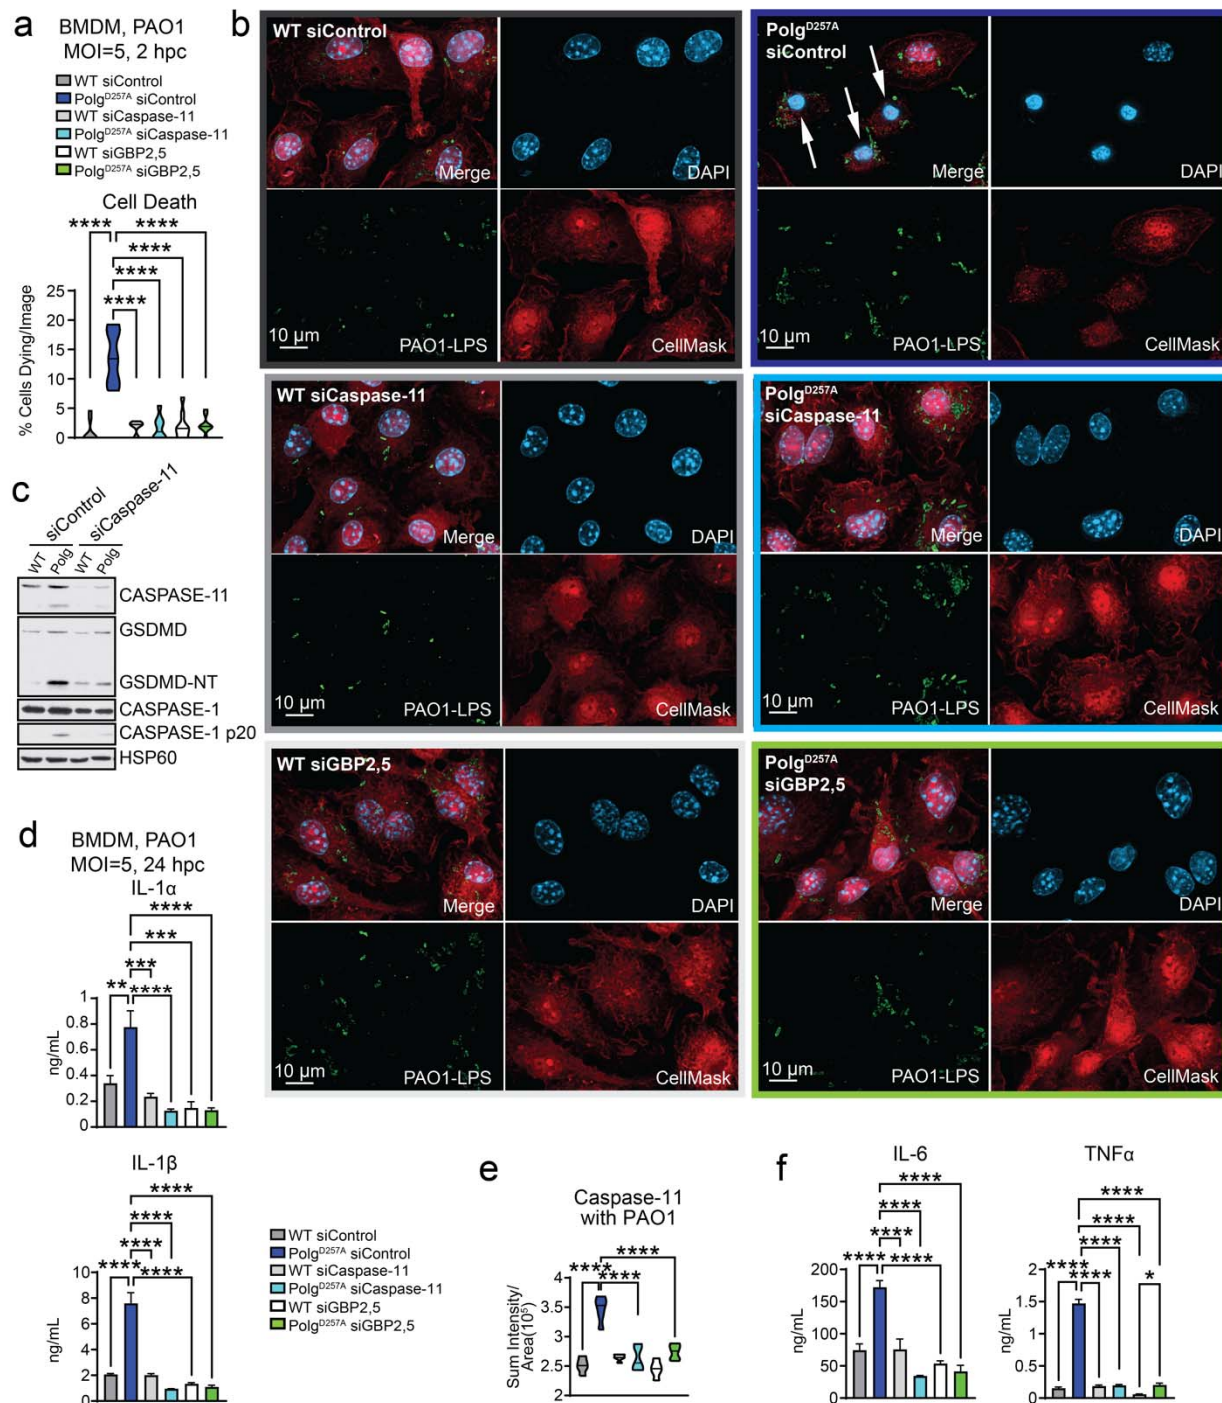 a
BMDM, PAO1
MOI=5, 2 hpc
WT siControl
Polgᴰ²⁵⁷ᴬ siControl
WT siCaspase-11
Polgᴰ²⁵⁷ᴬ siCaspase-11
WT siGBP2,5
Polgᴰ²⁵⁷ᴬ siGBP2,5
Cell Death
****
****
****
****
****
% Cells Dying/Image
25
20
15
10
5
0
b
WT siControl
Merge
DAPI
10 µm
PAO1-LPS
CellMask
Polgᴰ²⁵⁷ᴬ
siControl
Merge
DAPI
10 µm
PAO1-LPS
CellMask
WT siCaspase-11
Merge
DAPI
10 µm
PAO1-LPS
CellMask
Polgᴰ²⁵⁷ᴬ
siCaspase-11
Merge
DAPI
10 µm
PAO1-LPS
CellMask
WT siGBP2,5
Merge
DAPI
10 µm
PAO1-LPS
CellMask
Polgᴰ²⁵⁷ᴬ
siGBP2,5
Merge
DAPI
10 µm
PAO1-LPS
CellMask
c
siControl
siCaspase-11
WT
Polg
WT
Polg
CASPASE-11
GSDMD
GSDMD-NT
CASPASE-1
CASPASE-1 p20
HSP60
d
BMDM, PAO1
MOI=5, 24 hpc
IL-1α
****
***
***
** ****
ng/mL
1
0.8
0.6
0.4
0.2
0
IL-1β
****
****
****
**** ****
ng/mL
10
8
6
4
2
0
WT siControl
Polgᴰ²⁵⁷ᴬ siControl
WT siCaspase-11
Polgᴰ²⁵⁷ᴬ siCaspase-11
WT siGBP2,5
Polgᴰ²⁵⁷ᴬ siGBP2,5
e
Caspase-11
with PAO1
****
**** ****
Sum Intensity/
Area(10⁵)
4
3.5
3
2.5
2
f
IL-6
****
****
****
**** ****
ng/mL
200
150
100
50
0
TNFα
****
****
****
**** ****
*
ng/mL
2
1.5
1
0.5
0